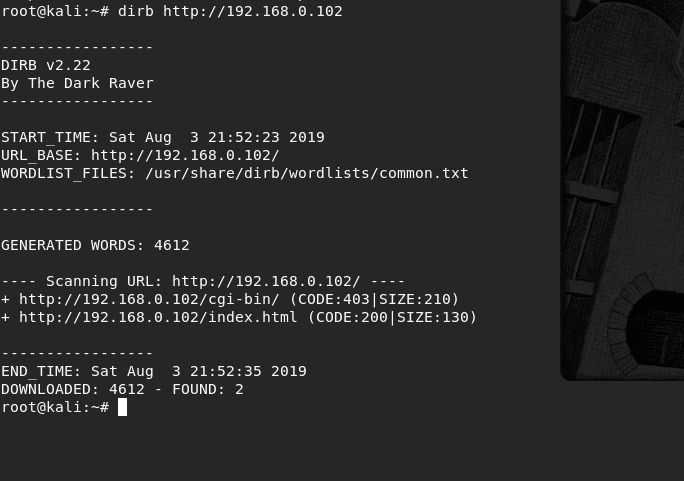 root@kali:~# dirb http://192.168.0.102
-----------------
DIRB v2.22
By The Dark Raver
-----------------
START_TIME: Sat Aug  3 21:52:23 2019
URL_BASE: http://192.168.0.102/
WORDLIST_FILES: /usr/share/dirb/wordlists/common.txt
-----------------
GENERATED WORDS: 4612
---- Scanning URL: http://192.168.0.102/ ----
+ http://192.168.0.102/cgi-bin/ (CODE:403|SIZE:210)
+ http://192.168.0.102/index.html (CODE:200|SIZE:130)
-----------------
END_TIME: Sat Aug  3 21:52:35 2019
DOWNLOADED: 4612 - FOUND: 2
root@kali:~#